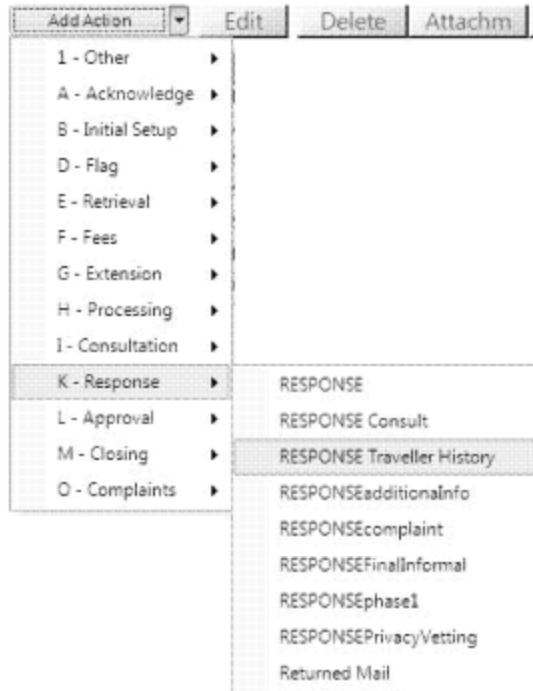 Add Action Edit Delete Attachm
1 - Other
A - Acknowledge
B - Initial Setup
D - Flag
E - Retrieval
F - Fees
G - Extension
H - Processing
I - Consultation
K - Response
L - Approval
M - Closing
O - Complaints
RESPONSE
RESPONSE Consult
RESPONSE Traveller History
RESPONSEadditionaInfo
RESPONSEcomplaint
RESPONSEFinalInformal
RESPONSEphase1
RESPONSEPrivacyVetting
Returned Mail